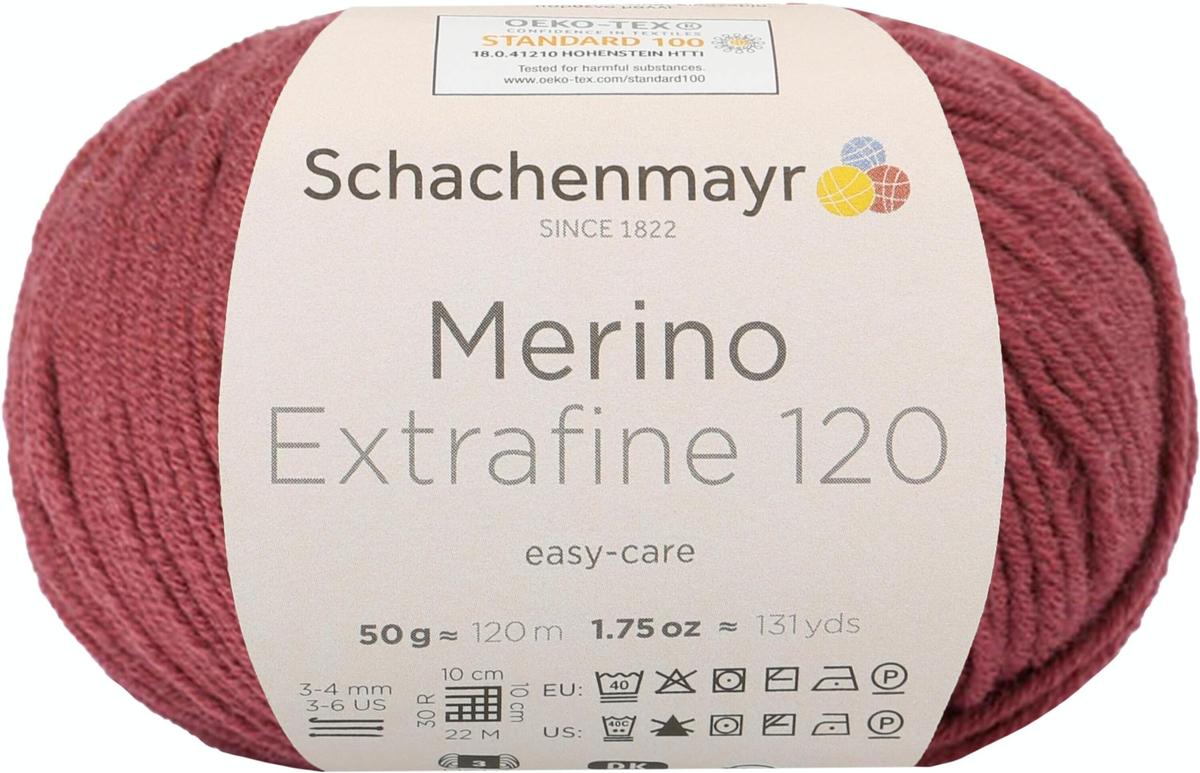 OEKO-TEX®
CONFIDENCE IN TEXTILES
STANDARD 100
18.0.41210 HOHENSTEIN HTTI
Tested for harmful substances.
www.oeko-tex.com/standard100
Schachenmayr
SINCE 1822
Merino
Extrafine 120
easy-care
50 g ≈ 120 m 1.75 oz ≈ 131 yds
3-4 mm
3-6 US
10 cm
10 cm
30 R
22 M
EU: 40 P
US: 40C P
3
DK